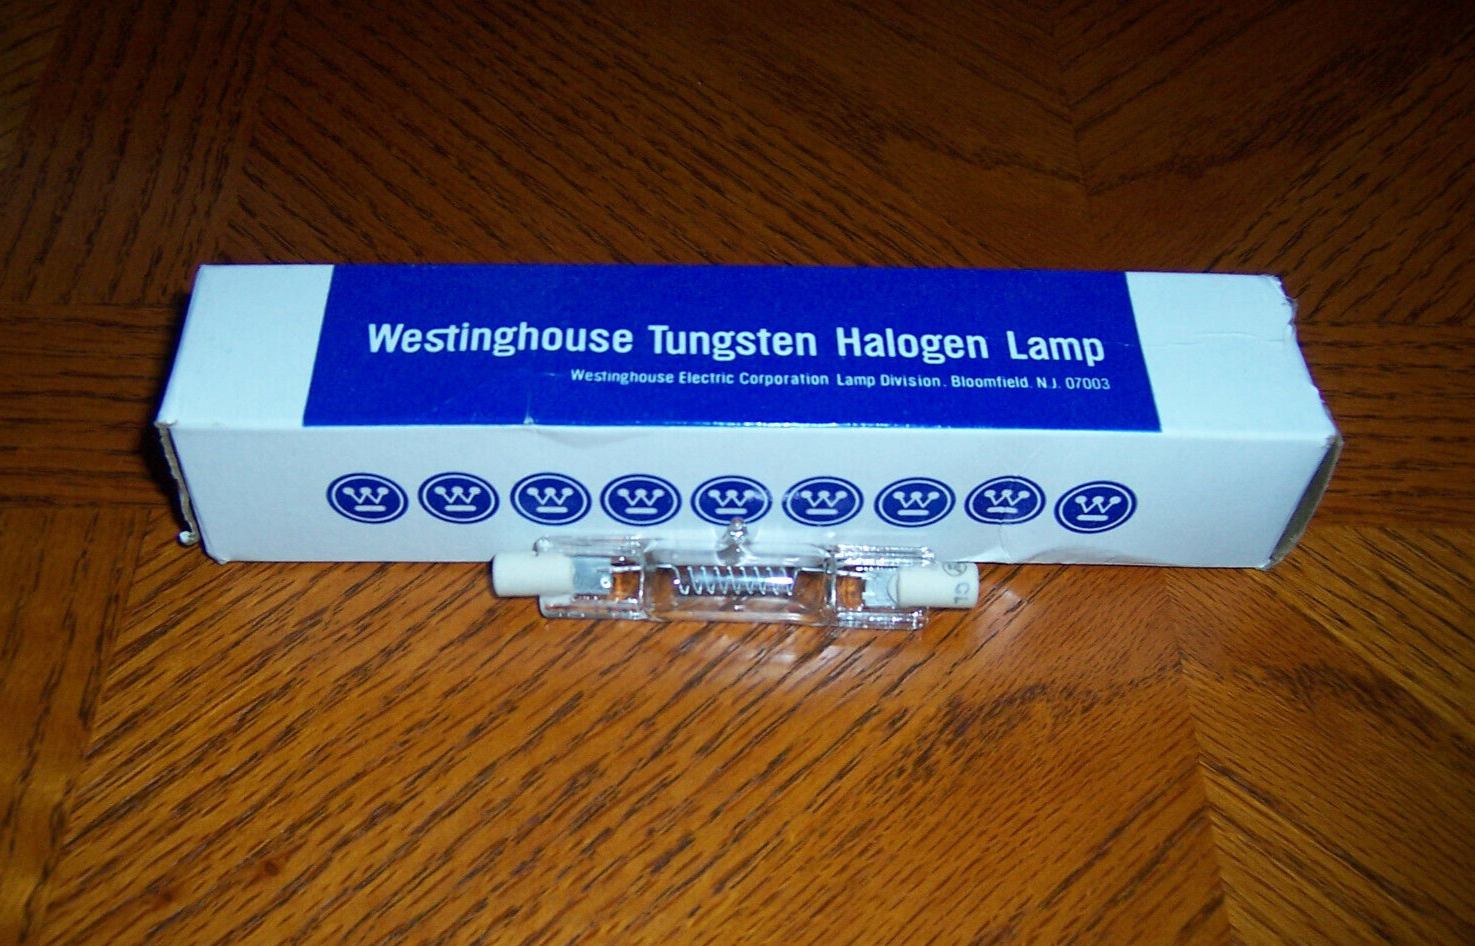 Westinghouse Tungsten Halogen Lamp
Westinghouse Electric Corporation Lamp Division. Bloomfield. N.J. 07003
W W W W W W W W W